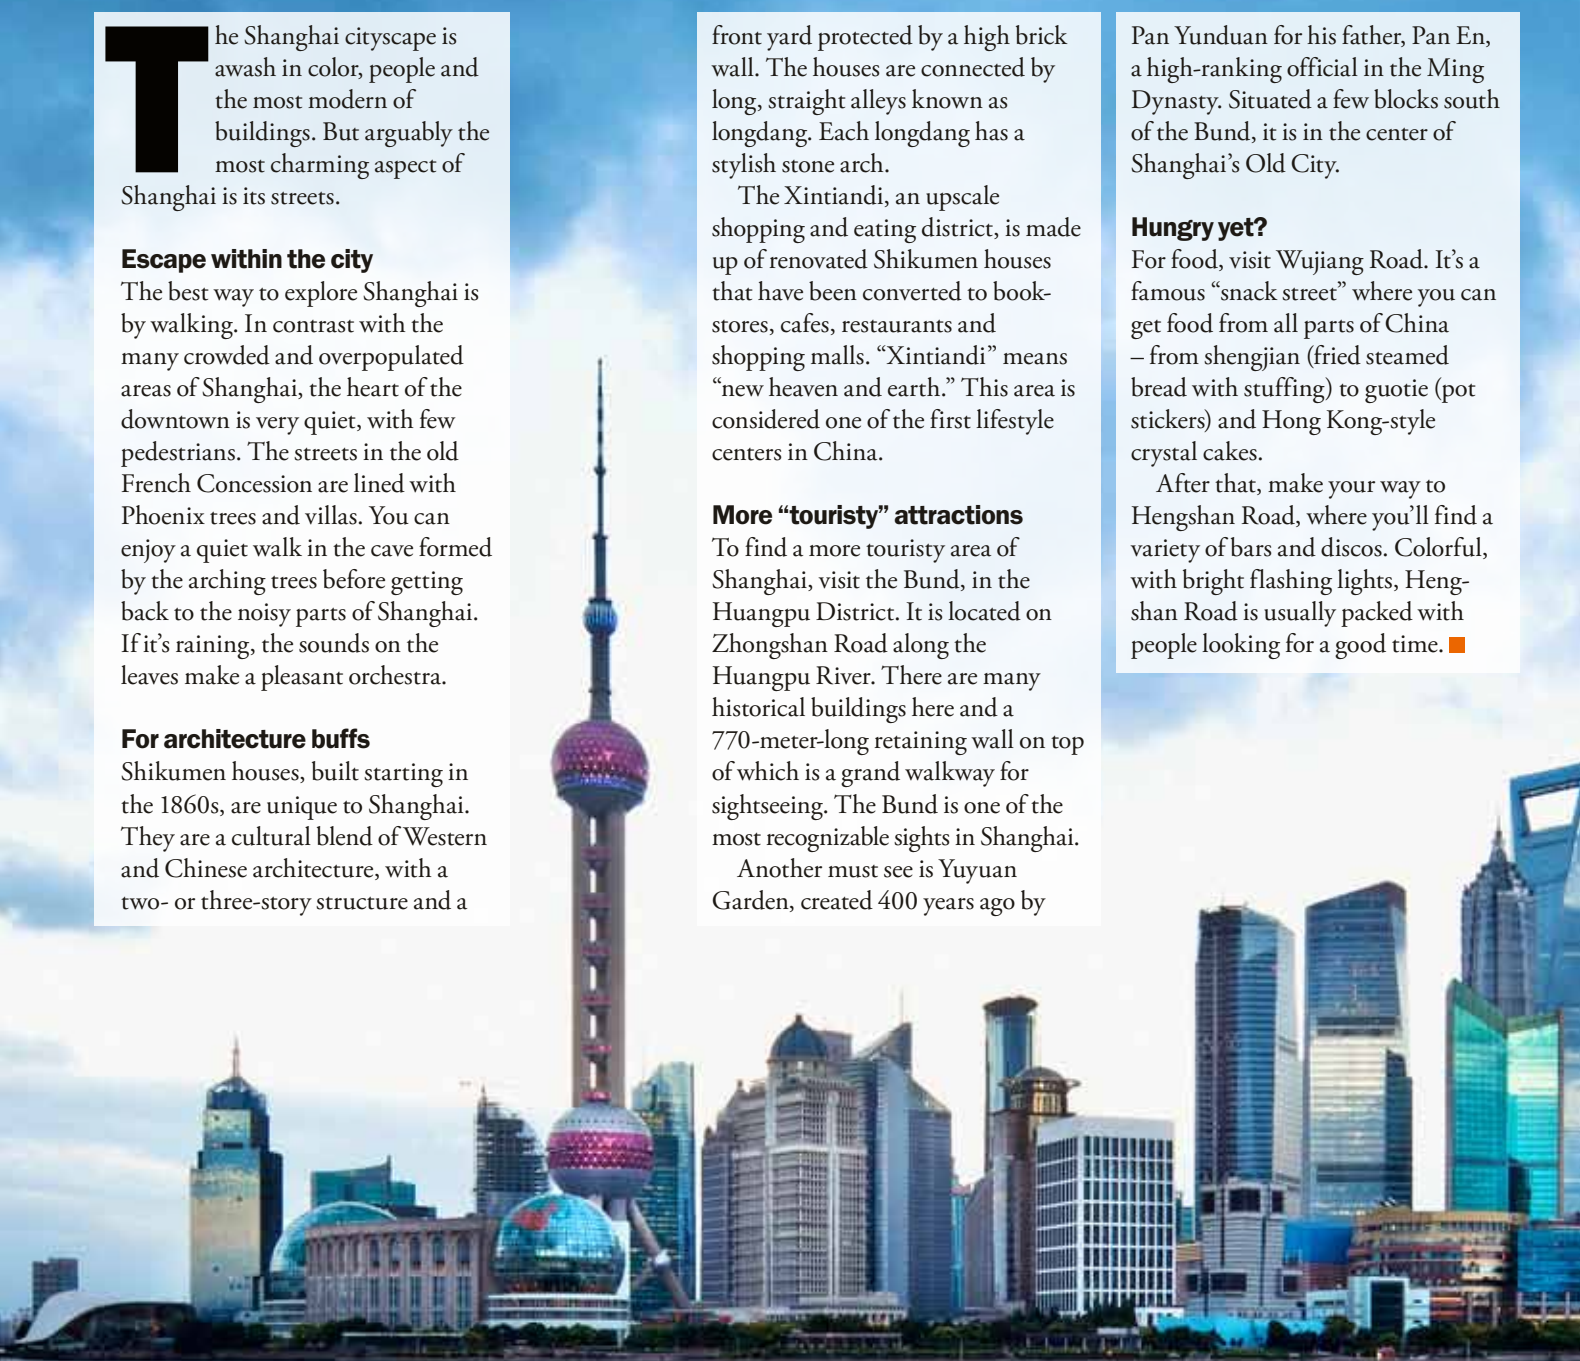 The Shanghai cityscape is
awash in color, people and
the most modern of
buildings. But arguably the
most charming aspect of
Shanghai is its streets.
Escape within the city
The best way to explore Shanghai is
by walking. In contrast with the
many crowded and overpopulated
areas of Shanghai, the heart of the
downtown is very quiet, with few
pedestrians. The streets in the old
French Concession are lined with
Phoenix trees and villas. You can
enjoy a quiet walk in the cave formed
by the arching trees before getting
back to the noisy parts of Shanghai.
If it’s raining, the sounds on the
leaves make a pleasant orchestra.
For architecture buffs
Shikumen houses, built starting in
the 1860s, are unique to Shanghai.
They are a cultural blend of Western
and Chinese architecture, with a
two- or three-story structure and a
front yard protected by a high brick
wall. The houses are connected by
long, straight alleys known as
longdang. Each longdang has a
stylish stone arch.
The Xintiandi, an upscale
shopping and eating district, is made
up of renovated Shikumen houses
that have been converted to book-
stores, cafes, restaurants and
shopping malls. “Xintiandi” means
“new heaven and earth.” This area is
considered one of the first lifestyle
centers in China.
More “touristy” attractions
To find a more touristy area of
Shanghai, visit the Bund, in the
Huangpu District. It is located on
Zhongshan Road along the
Huangpu River. There are many
historical buildings here and a
770-meter-long retaining wall on top
of which is a grand walkway for
sightseeing. The Bund is one of the
most recognizable sights in Shanghai.
Another must see is Yuyuan
Garden, created 400 years ago by
Pan Yunduan for his father, Pan En,
a high-ranking official in the Ming
Dynasty. Situated a few blocks south
of the Bund, it is in the center of
Shanghai’s Old City.
Hungry yet?
For food, visit Wujiang Road. It’s a
famous “snack street” where you can
get food from all parts of China
– from shengjian (fried steamed
bread with stuffing) to guotie (pot
stickers) and Hong Kong-style
crystal cakes.
After that, make your way to
Hengshan Road, where you’ll find a
variety of bars and discos. Colorful,
with bright flashing lights, Heng-
shan Road is usually packed with
people looking for a good time.